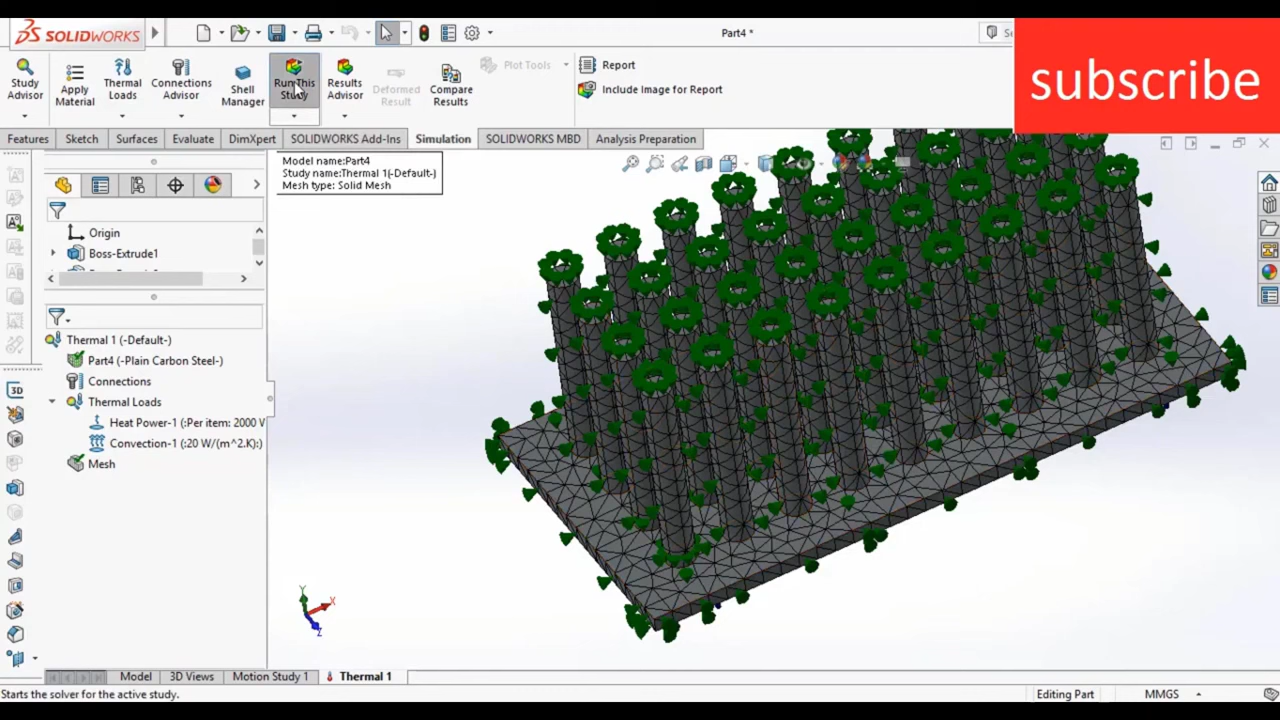 SOLIDWORKS
Part4 *
subscribe
Study Advisor
Apply Material
Thermal Loads
Connections Advisor
Shell Manager
Run This Study
Results Advisor
Deformed Result
Compare Results
Plot Tools
Report
Include Image for Report
Features
Sketch
Surfaces
Evaluate
DimXpert
SOLIDWORKS Add-Ins
Simulation
SOLIDWORKS MBD
Analysis Preparation
Model name:Part4
Study name:Thermal 1(-Default-)
Mesh type: Solid Mesh
Origin
Boss-Extrude1
Thermal 1 (-Default-)
Part4 (-Plain Carbon Steel-)
Connections
Thermal Loads
Heat Power-1 (:Per item: 2000 V
Convection-1 (:20 W/(m^2.K):)
Mesh
3D
Y
X
Z
Model
3D Views
Motion Study 1
Thermal 1
Starts the solver for the active study.
Editing Part
MMGS